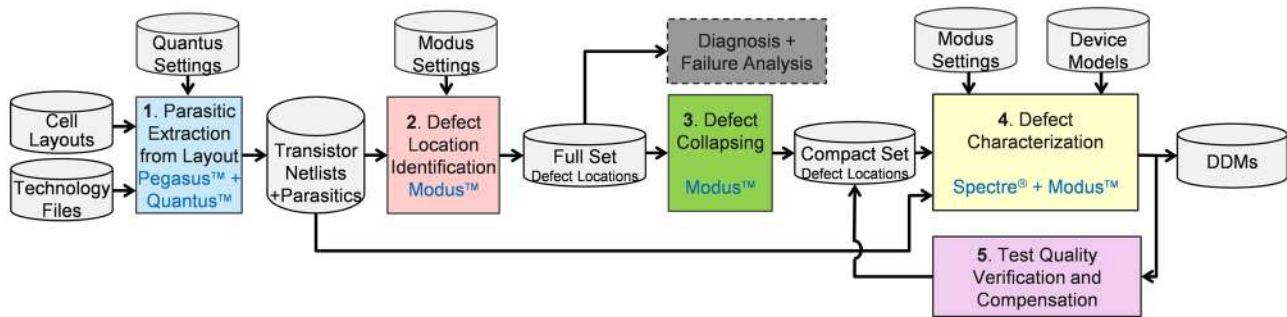 Quantus
Settings
Modus
Settings
Diagnosis +
Failure Analysis
Modus
Settings
Device
Models
Cell
Layouts
Technology
Files
1. Parasitic
Extraction
from Layout
Pegasus™ +
Quantus™
Transistor
Netlists
+Parasitics
2. Defect
Location
Identification
Modus™
Full Set
Defect Locations
3. Defect
Collapsing
Modus™
Compact Set
Defect Locations
4. Defect
Characterization
Spectre® + Modus™
DDMs
5. Test Quality
Verification and
Compensation